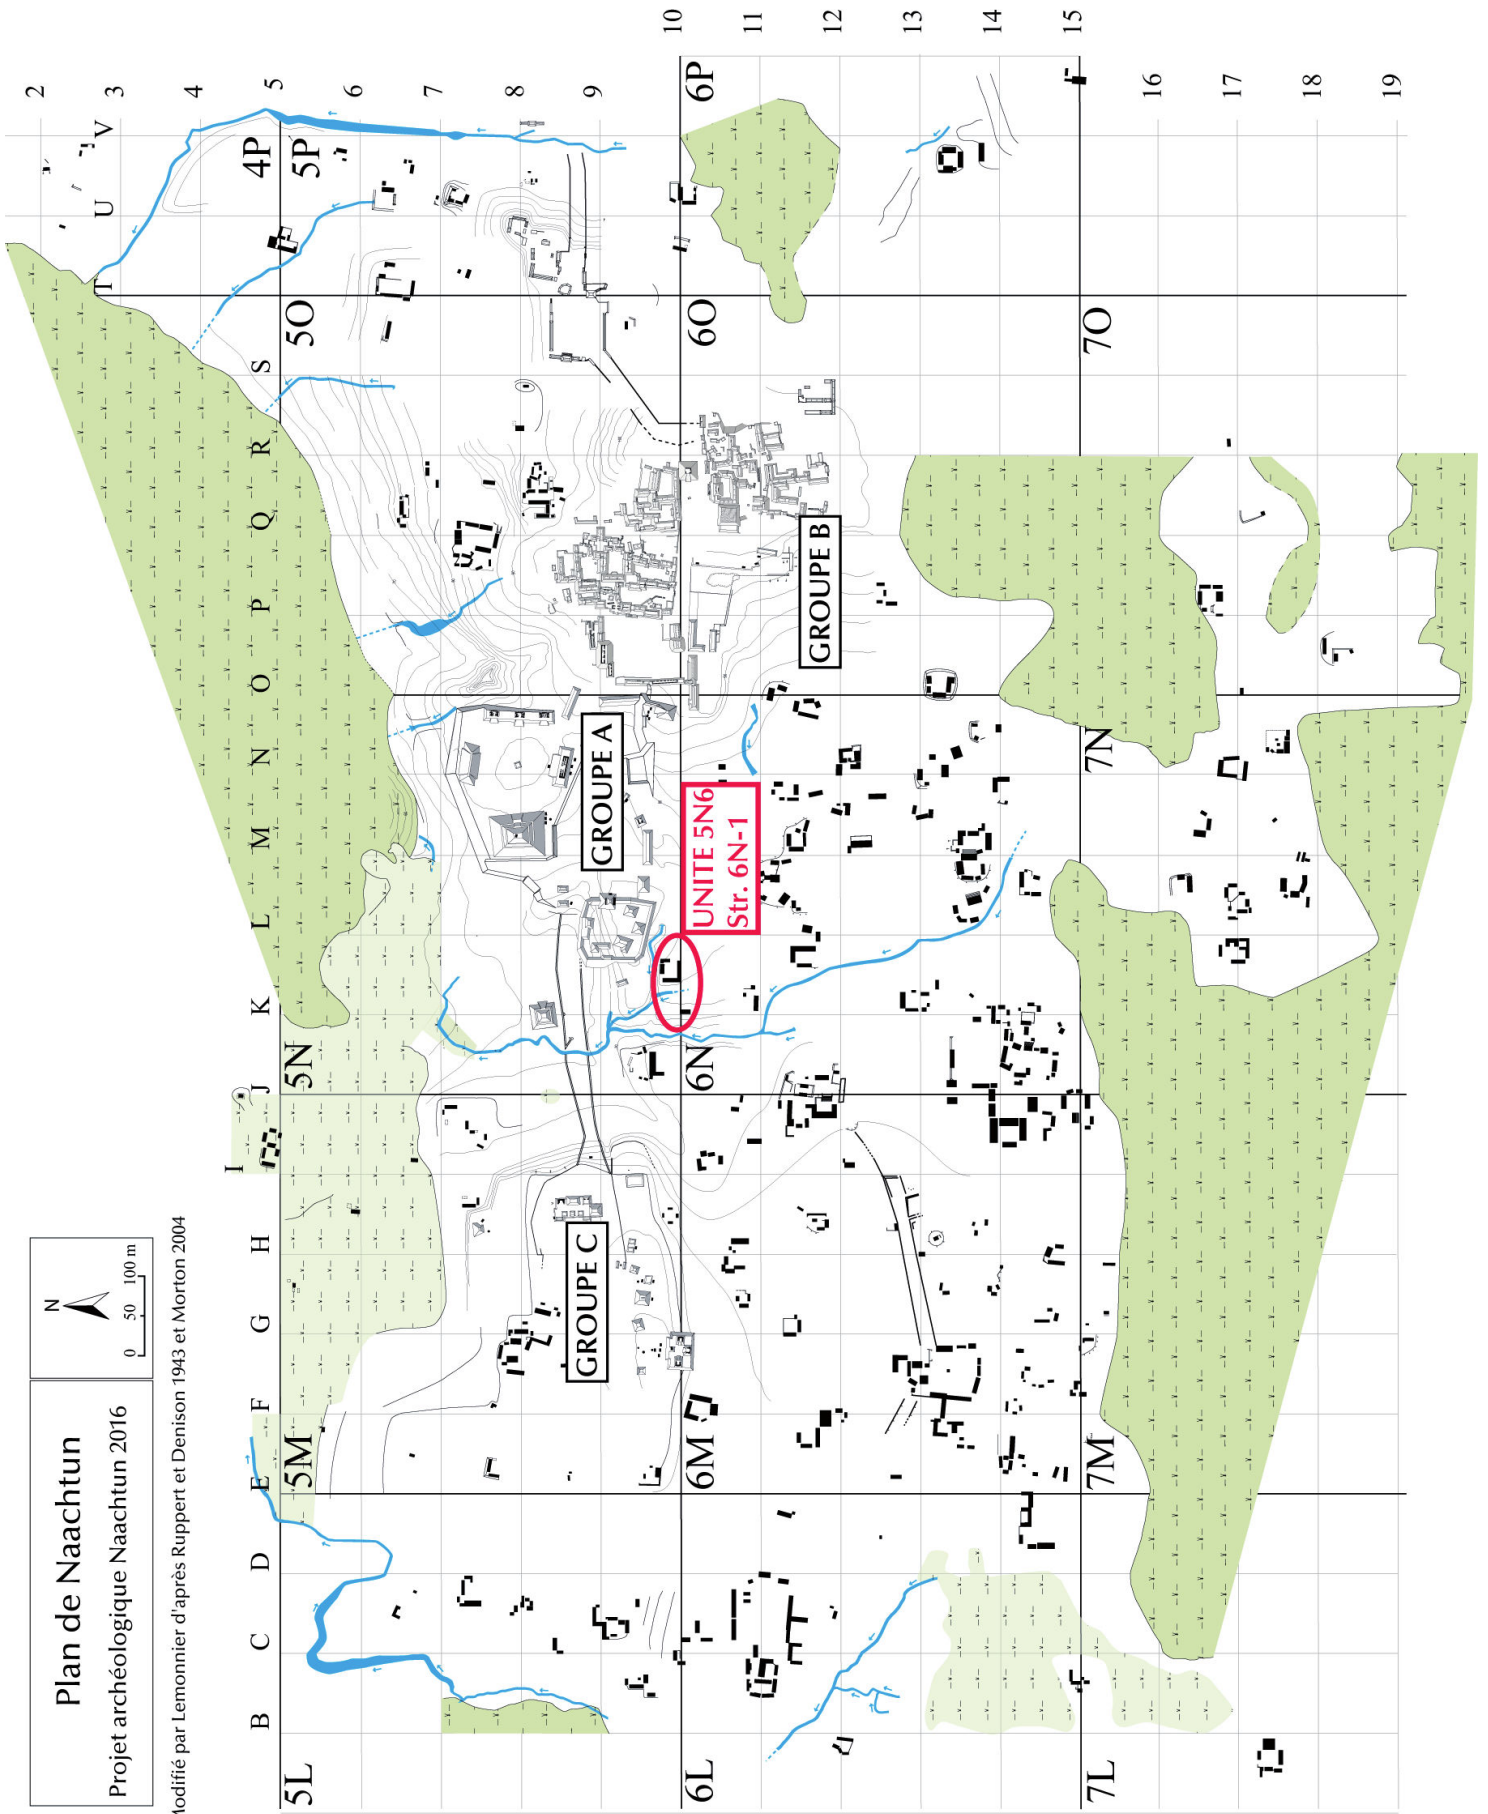 Plan de Naachtun
Projet archéologique Naachtun 2016
N
0 50 100 m
Modifié par Lemonnier d'après Ruppert et Denison 1943 et Morton 2004
B C D E F G H I J K L M N O P Q R S T U V
2
3
4
5
6
7
8
9
10
11
12
13
14
15
16
17
18
19
4P
5L
5M
5N
5O
5P
6L
6M
6N
6O
6P
7L
7M
7N
7O
GROUPE C
GROUPE A
GROUPE B
UNITE 5N6
Str. 6N-1